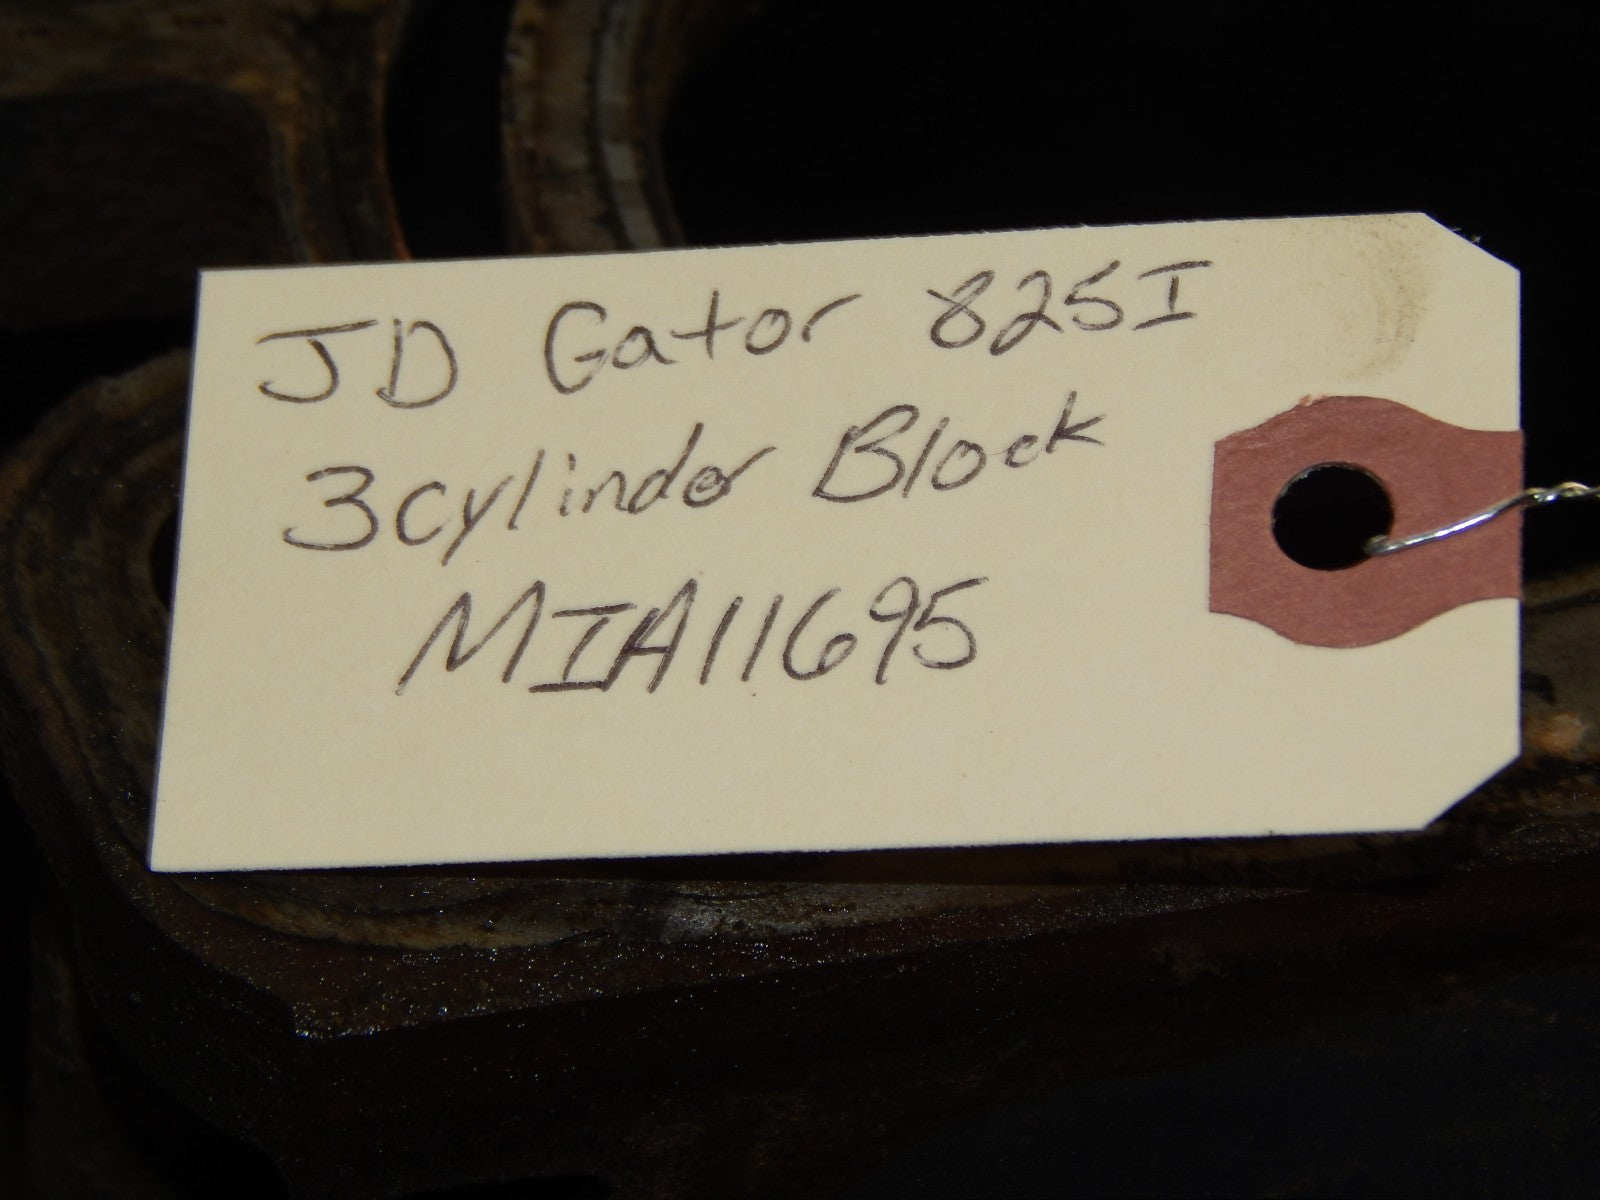 JD Gator 825I
3cylinder Block
MIA11695